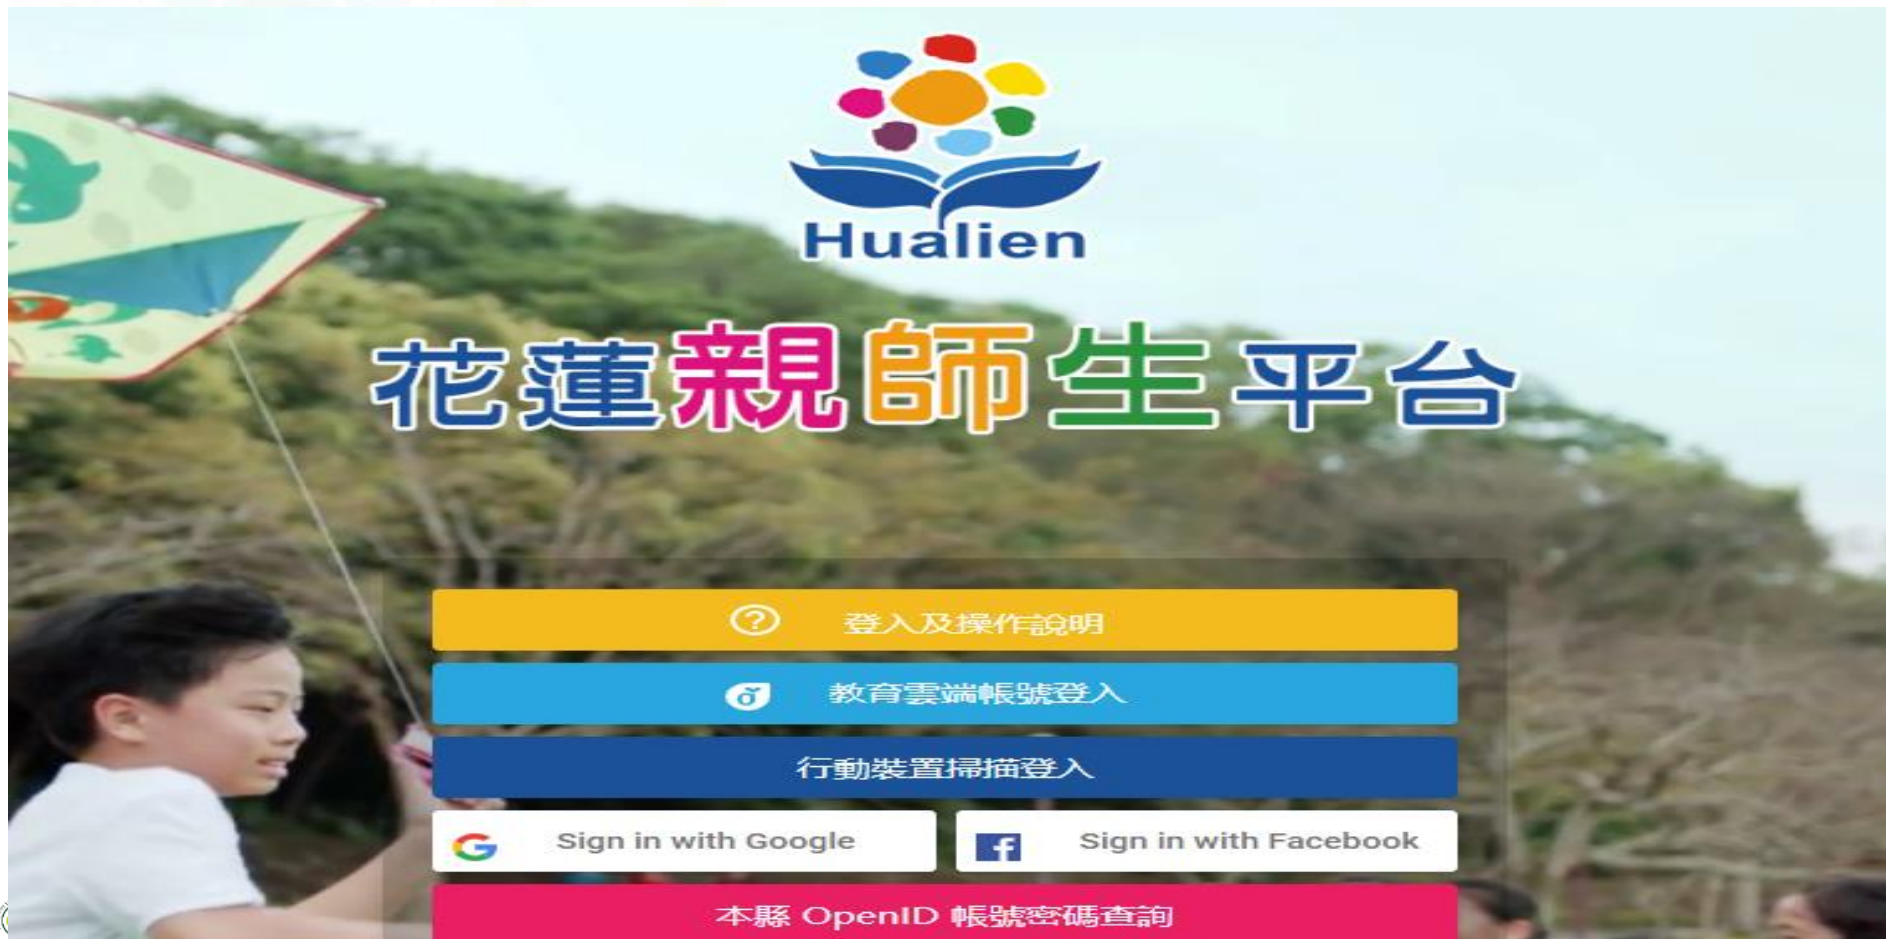 Hualien
花蓮親師生平台
登入及操作說明
教育雲端帳號登入
行動裝置掃描登入
Sign in with Google
Sign in with Facebook
本縣 OpenID 帳號密碼查詢